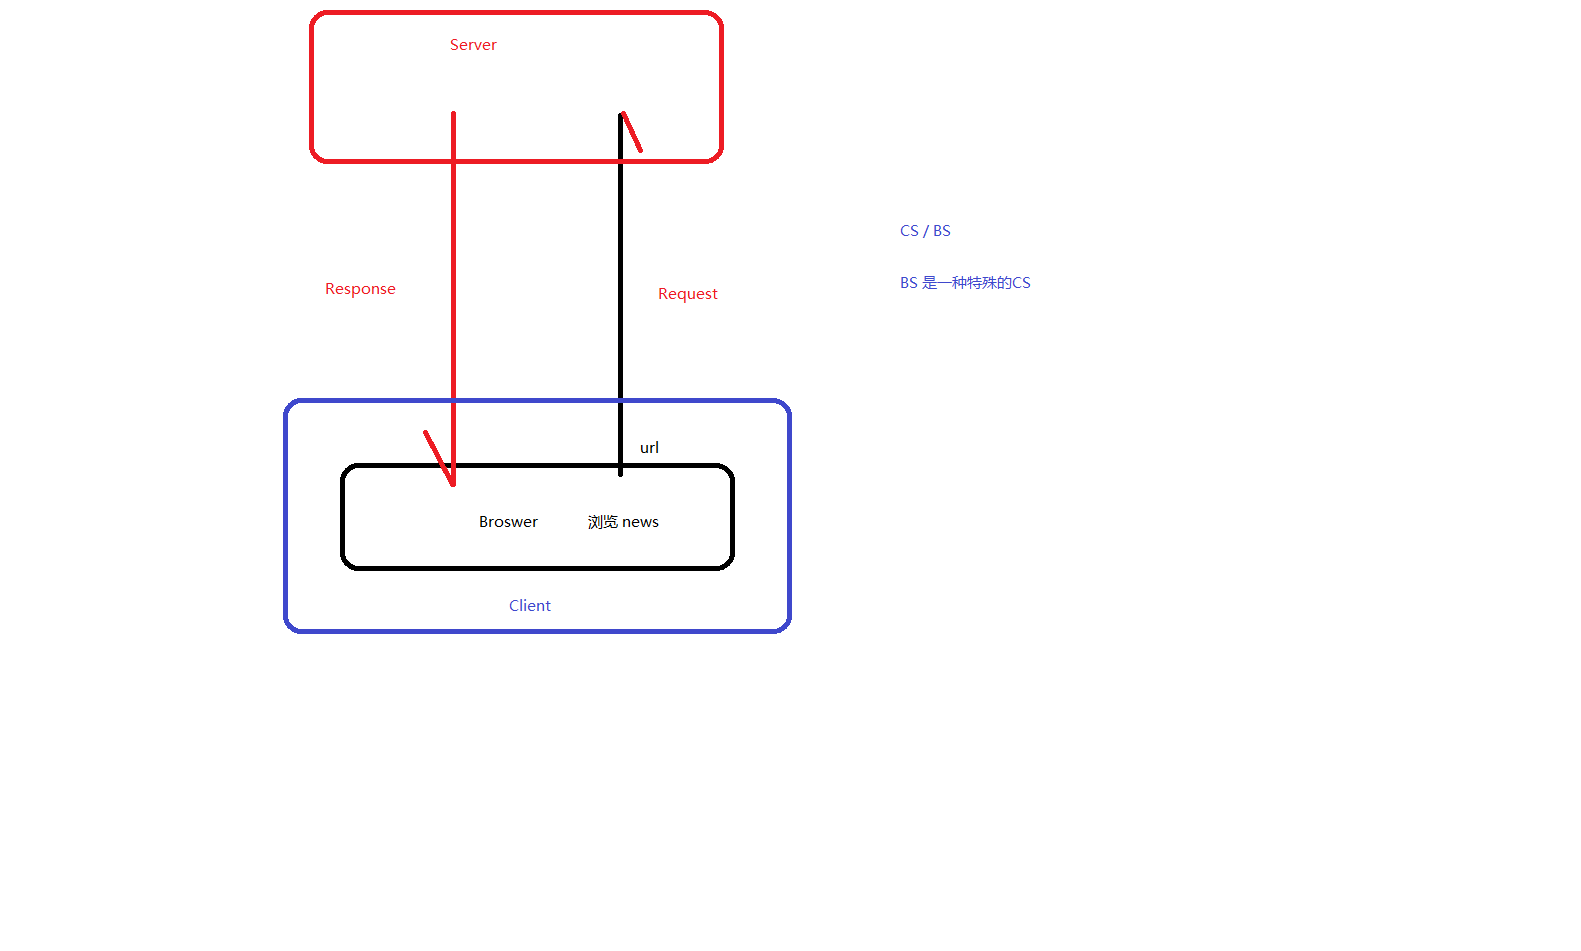 Server
CS / BS
BS 是一种特殊的CS
Response
Request
url
Broswer
浏览 news
Client